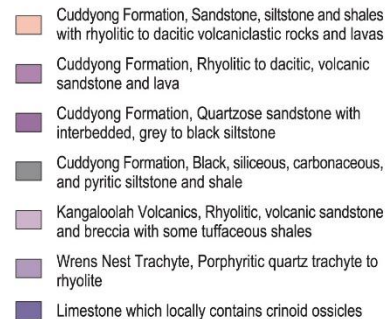 Cuddyong Formation, Sandstone, siltstone and shales
with rhyolitic to dacitic volcaniclastic rocks and lavas
Cuddyong Formation, Rhyolitic to dacitic, volcanic
sandstone and lava
Cuddyong Formation, Quartzose sandstone with
interbedded, grey to black siltstone
Cuddyong Formation, Black, siliceous, carbonaceous,
and pyritic siltstone and shale
Kangaloolah Volcanics, Rhyolitic, volcanic sandstone
and breccia with some tuffaceous shales
Wrens Nest Trachyte, Porphyritic quartz trachyte to
rhyolite
Limestone which locally contains crinoid ossicles